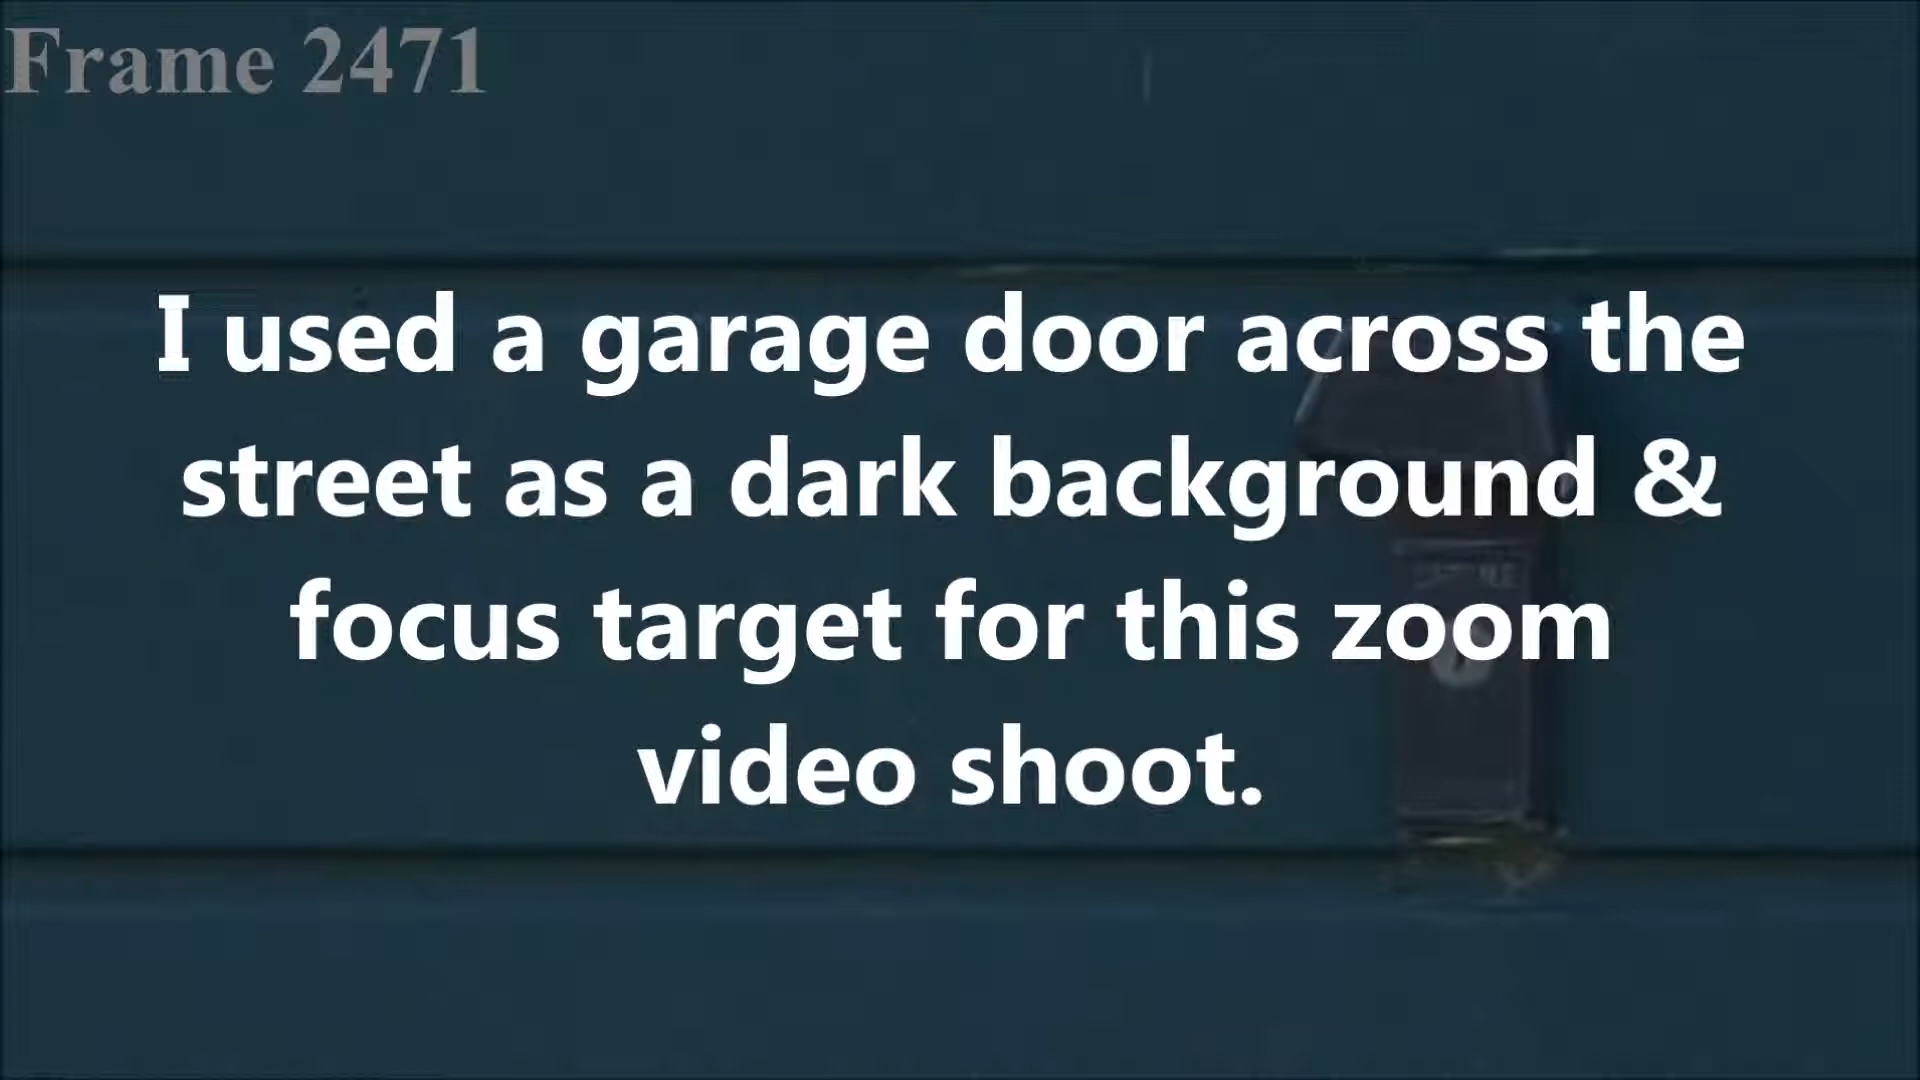 Frame 2471
I used a garage door across the
street as a dark background &
focus target for this zoom
video shoot.